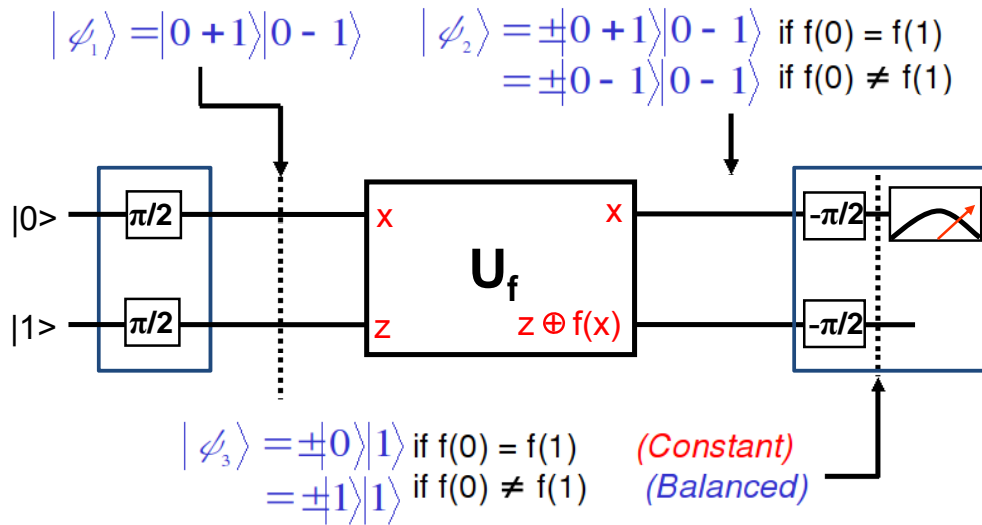 |ψ₁⟩ = |0 + 1⟩|0 - 1⟩
|ψ₂⟩ = ±|0 + 1⟩|0 - 1⟩ if f(0) = f(1)
= ±|0 - 1⟩|0 - 1⟩ if f(0) ≠ f(1)
|0> π/2 x x -π/2
U_f
|1> π/2 z z ⊕ f(x) -π/2
|ψ₃⟩ = ±|0⟩|1⟩ if f(0) = f(1) (Constant)
= ±|1⟩|1⟩ if f(0) ≠ f(1) (Balanced)